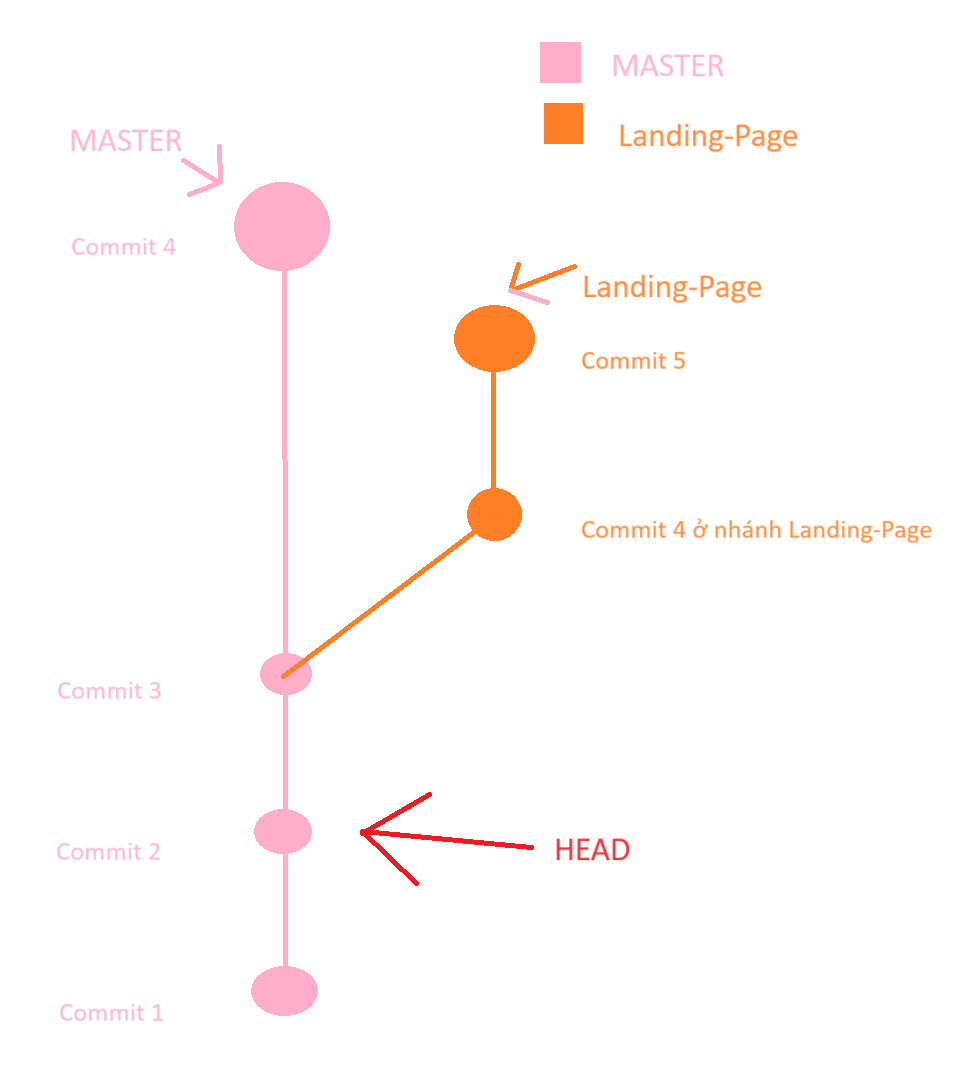 MASTER
Landing-Page
MASTER
Commit 4
Landing-Page
Commit 5
Commit 4 ở nhánh Landing-Page
Commit 3
Commit 2
HEAD
Commit 1